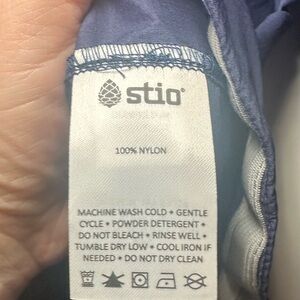 stio®
100% NYLON
MACHINE WASH COLD • GENTLE
CYCLE • POWDER DETERGENT •
DO NOT BLEACH • RINSE WELL •
TUMBLE DRY LOW • COOL IRON IF
NEEDED • DO NOT DRY CLEAN